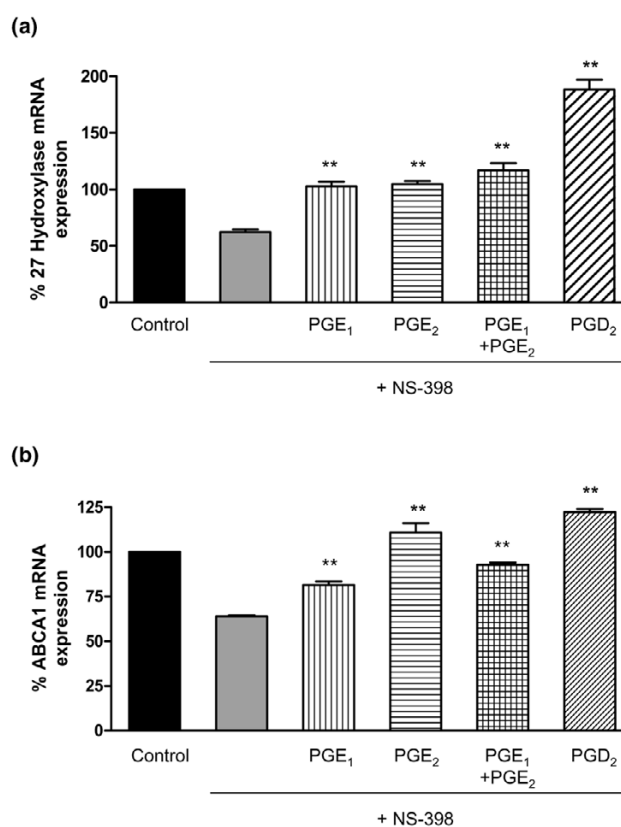 (a)
% 27 Hydroxylase mRNA
expression
200
150
100
50
0
**
**
**
**
Control
PGE₁
PGE₂
PGE₁
+PGE₂
PGD₂
+ NS-398
(b)
% ABCA1 mRNA
expression
125
100
75
50
25
0
**
**
**
**
Control
PGE₁
PGE₂
PGE₁
+PGE₂
PGD₂
+ NS-398